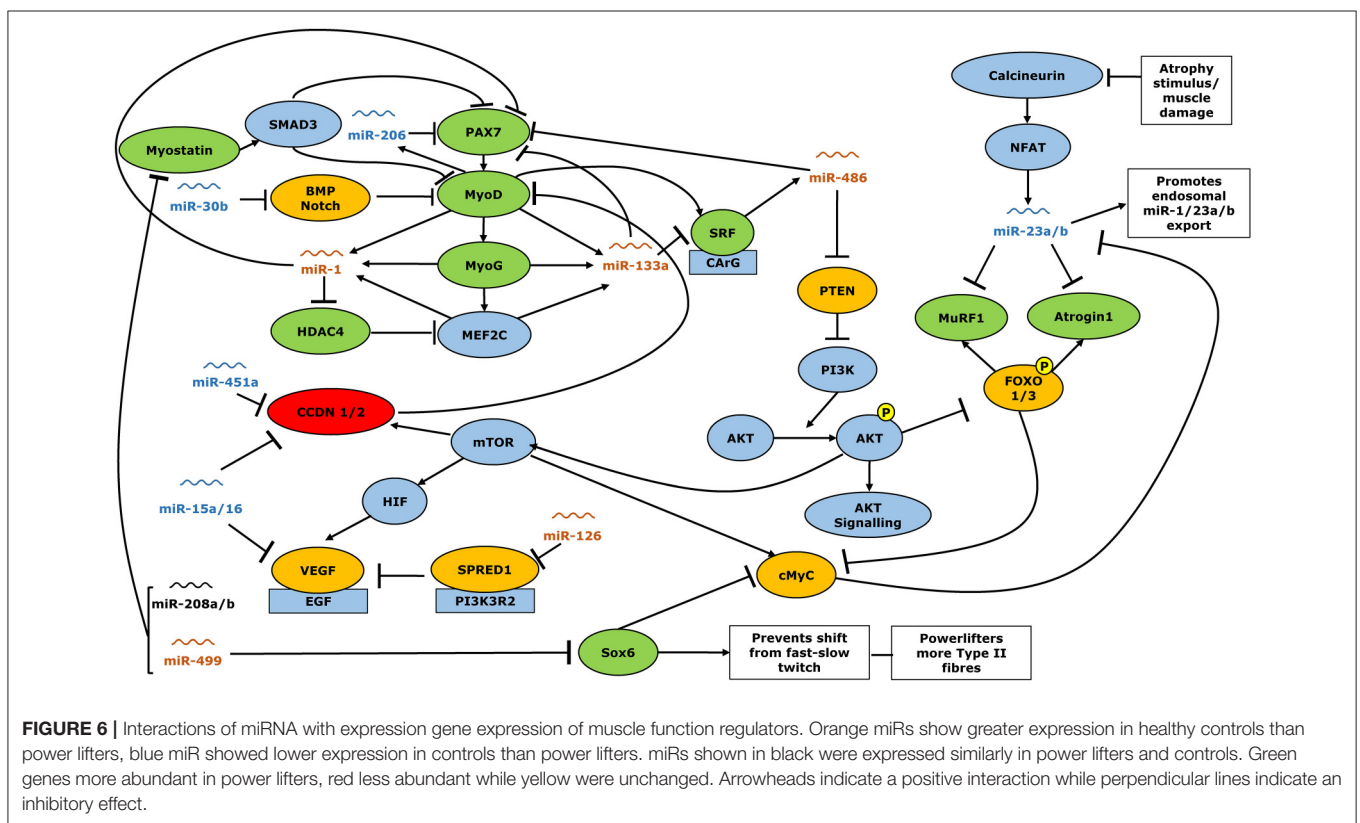 Calcineurin
Atrophy
stimulus/
muscle
damage
SMAD3
miR-206
PAX7
Myostatin
NFAT
miR-486
miR-30b
BMP
Notch
MyoD
Promotes
endosomal
miR-1/23a/b
export
miR-23a/b
SRF
CArG
miR-1
MyoG
miR-133a
PTEN
HDAC4
MEF2C
MuRF1
Atrogin1
PI3K
P
FOXO
1/3
miR-451a
CCDN 1/2
mTOR
AKT
P
AKT
HIF
miR-15a/16
AKT
Signalling
miR-126
VEGF
EGF
SPRED1
PI3K3R2
cMyC
miR-208a/b
miR-499
Sox6
Prevents shift
from fast-slow
twitch
Powerlifters
more Type II
fibres
FIGURE 6 | Interactions of miRNA with expression gene expression of muscle function regulators. Orange miRs show greater expression in healthy controls than
power lifters, blue miR showed lower expression in controls than power lifters. miRs shown in black were expressed similarly in power lifters and controls. Green
genes more abundant in power lifters, red less abundant while yellow were unchanged. Arrowheads indicate a positive interaction while perpendicular lines indicate an
inhibitory effect.